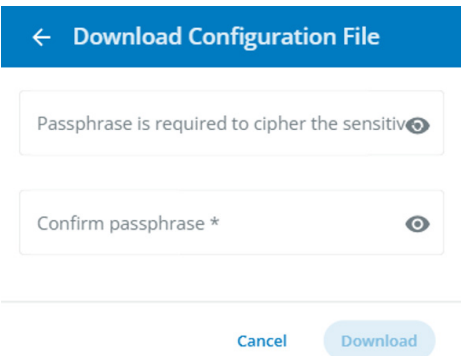 Download Configuration File
Passphrase is required to cipher the sensitiv
Confirm passphrase *
Cancel
Download